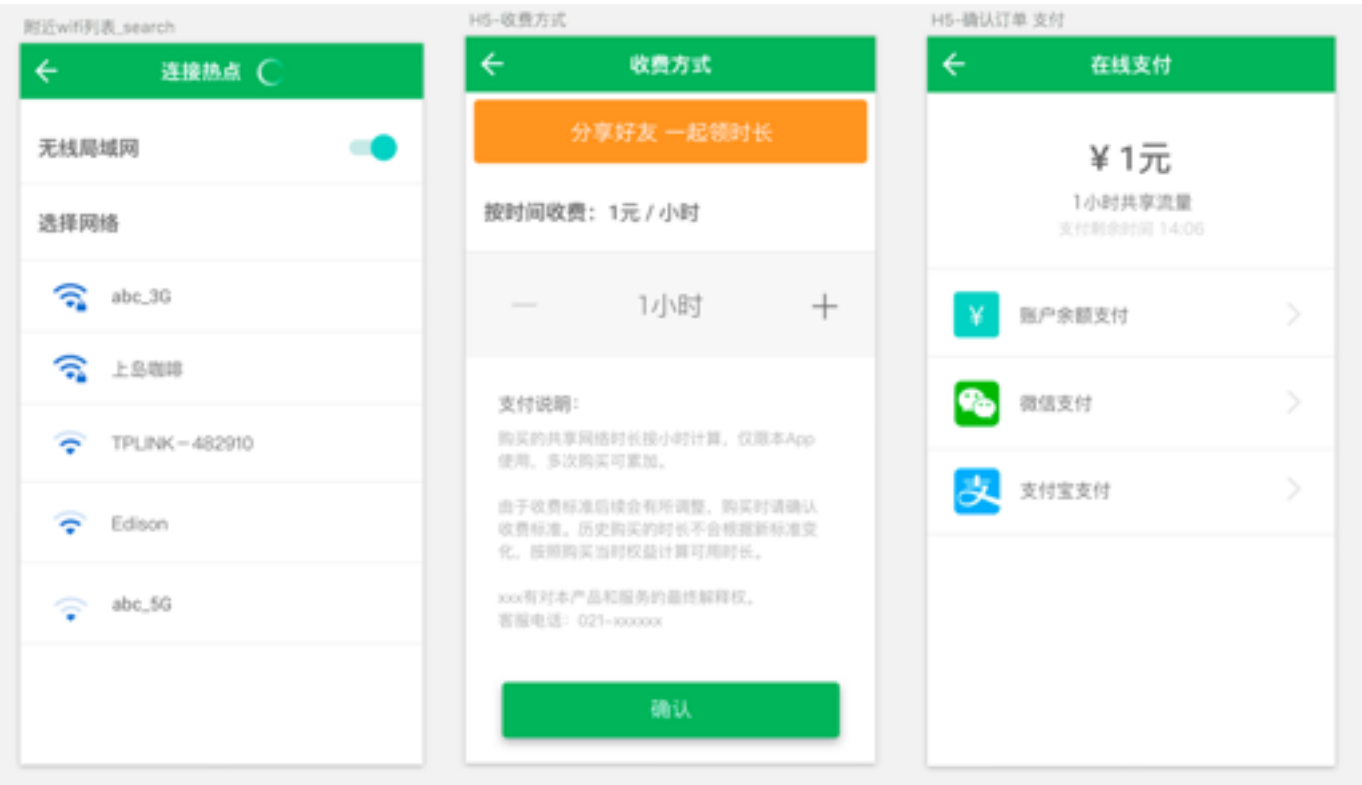 附近wifi列表_search
连接热点
无线局域网
选择网络
abc_3G
上岛咖啡
TPLINK－482910
Edison
abc_5G
H5-收费方式
收费方式
分享好友 一起领时长
按时间收费：1元 / 小时
1小时
支付说明：
购买的共享网络时长按小时计算，仅限本App
使用，多次购买可累加。
由于收费标准后续会有所调整，购买时请确认
收费标准。历史购买的时长不会根据新标准变
化，按照购买当时权益计算可用时长。
xxx有对本产品和服务的最终解释权。
客服电话：021-xxxxxx
确认
H5-确认订单 支付
在线支付
¥ 1元
1小时共享流量
支付剩余时间 14:06
¥
账户余额支付
微信支付
支
支付宝支付